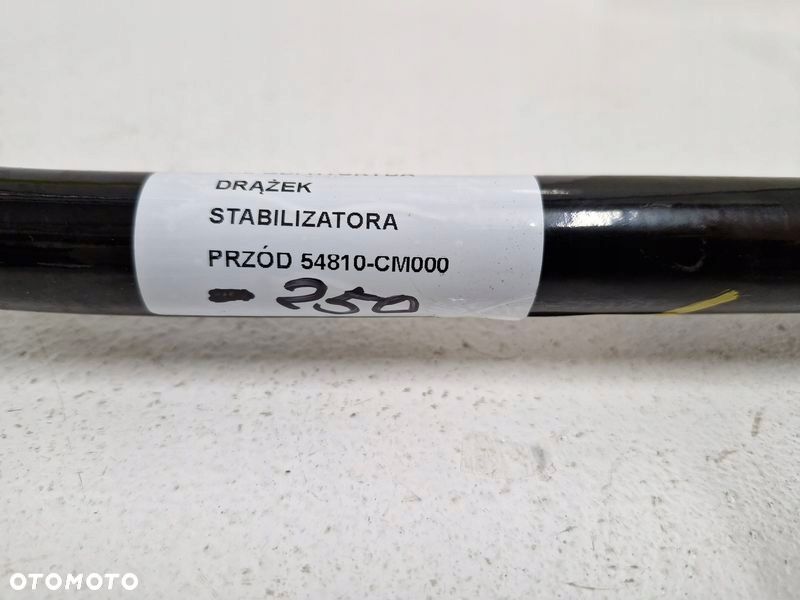 DRĄŻEK
STABILIZATORA
PRZÓD 54810-CM000
250
OTOMOTO